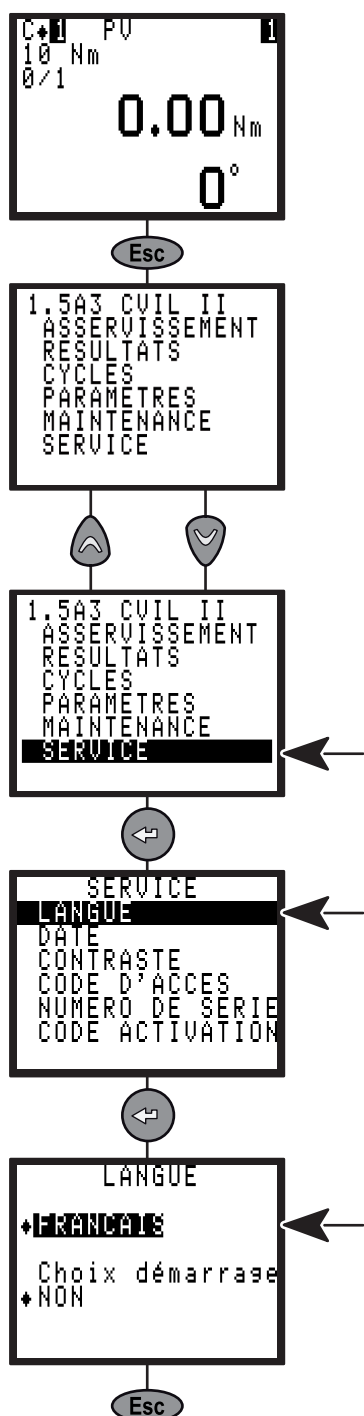 C♦1 PV 1
10 Nm
0/1
0.00 Nm
0°
Esc
1.5A3 CVIL II
ASSERVISSEMENT
RESULTATS
CYCLES
PARAMETRES
MAINTENANCE
SERVICE
1.5A3 CVIL II
ASSERVISSEMENT
RESULTATS
CYCLES
PARAMETRES
MAINTENANCE
SERVICE
SERVICE
LANGUE
DATE
CONTRASTE
CODE D'ACCES
NUMERO DE SERIE
CODE ACTIVATION
LANGUE
♦FRANCAIS
Choix démarrage
♦NON
Esc